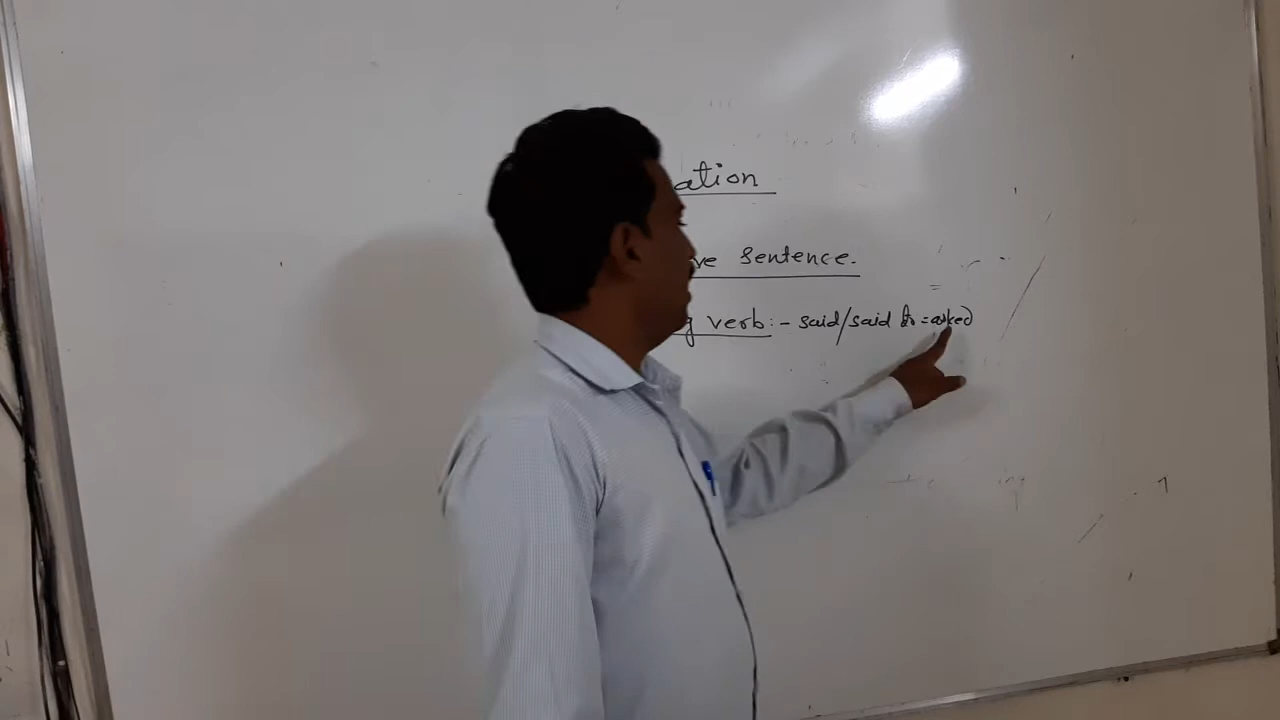 ation
ve sentence.
g verb:- said/said to = asked